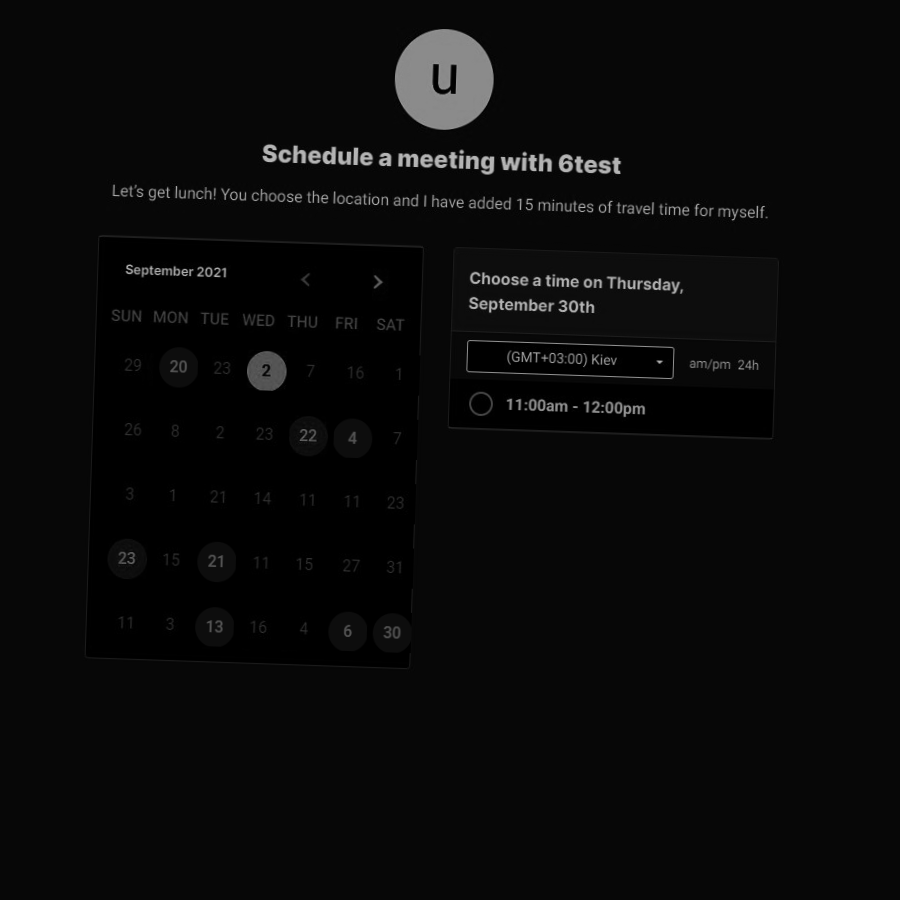 u
Schedule a meeting with 6test
Let's get lunch! You choose the location and I have added 15 minutes of travel time for myself.
September 2021
SUN MON TUE WED THU FRI SAT
29 20 23 2 7 16 1
26 8 2 23 22 4 7
3 1 21 14 11 11 23
23 15 21 11 15 27 31
11 3 13 16 4 6 30
Choose a time on Thursday,
September 30th
(GMT+03:00) Kiev am/pm 24h
11:00am - 12:00pm